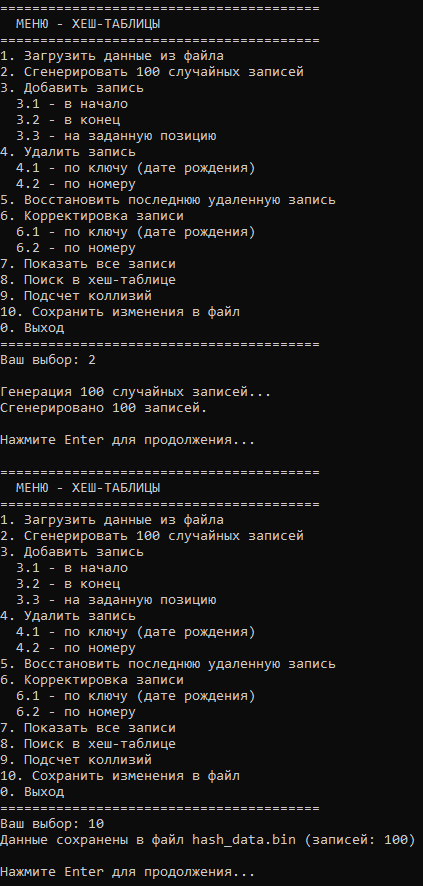 ========================================
  МЕНЮ - ХЕШ-ТАБЛИЦЫ
========================================
1. Загрузить данные из файла
2. Сгенерировать 100 случайных записей
3. Добавить запись
  3.1 - в начало
  3.2 - в конец
  3.3 - на заданную позицию
4. Удалить запись
  4.1 - по ключу (дате рождения)
  4.2 - по номеру
5. Восстановить последнюю удаленную запись
6. Корректировка записи
  6.1 - по ключу (дате рождения)
  6.2 - по номеру
7. Показать все записи
8. Поиск в хеш-таблице
9. Подсчет коллизий
10. Сохранить изменения в файл
0. Выход
========================================
Ваш выбор: 2

Генерация 100 случайных записей...
Сгенерировано 100 записей.

Нажмите Enter для продолжения...

========================================
  МЕНЮ - ХЕШ-ТАБЛИЦЫ
========================================
1. Загрузить данные из файла
2. Сгенерировать 100 случайных записей
3. Добавить запись
  3.1 - в начало
  3.2 - в конец
  3.3 - на заданную позицию
4. Удалить запись
  4.1 - по ключу (дате рождения)
  4.2 - по номеру
5. Восстановить последнюю удаленную запись
6. Корректировка записи
  6.1 - по ключу (дате рождения)
  6.2 - по номеру
7. Показать все записи
8. Поиск в хеш-таблице
9. Подсчет коллизий
10. Сохранить изменения в файл
0. Выход
========================================
Ваш выбор: 10
Данные сохранены в файл hash_data.bin (записей: 100)

Нажмите Enter для продолжения...